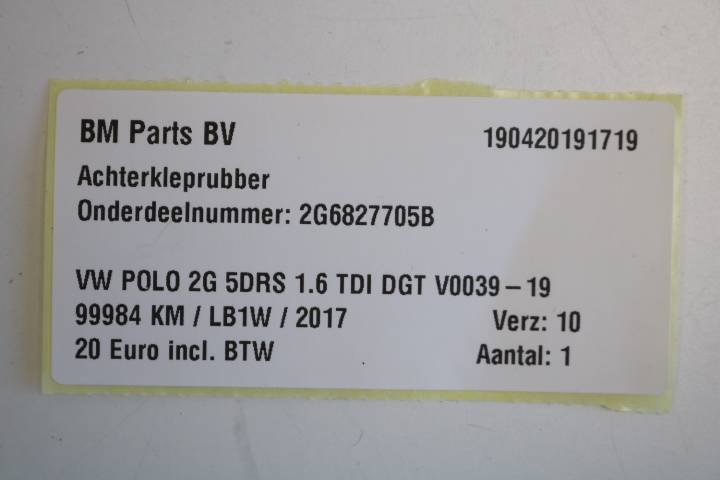 BM Parts BV 190420191719
Achterkleprubber
Onderdeelnummer: 2G6827705B
VW POLO 2G 5DRS 1.6 TDI DGT V0039-19
99984 KM / LB1W / 2017 Verz: 10
20 Euro incl. BTW Aantal: 1